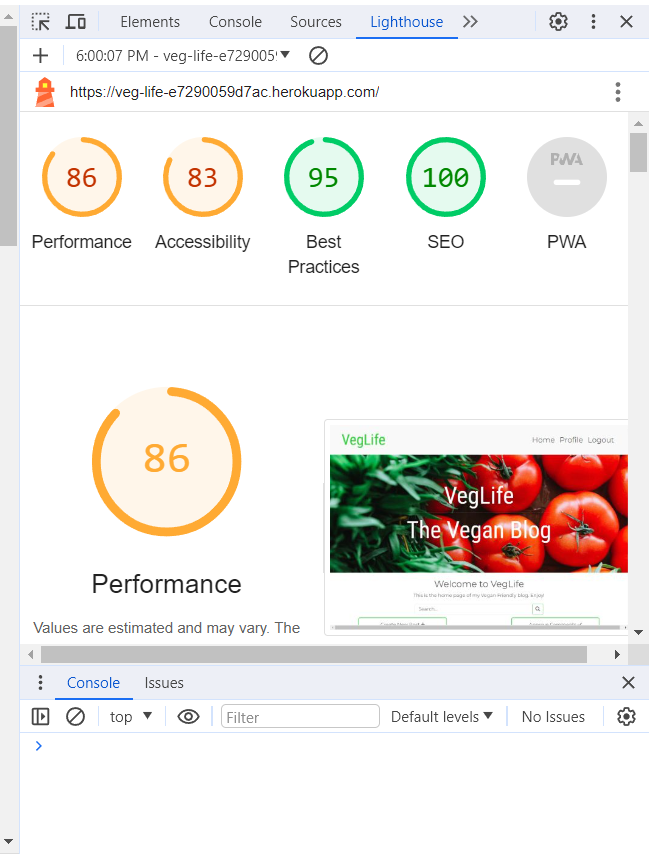 Elements Console Sources Lighthouse
6:00:07 PM - veg-life-e729005
https://veg-life-e7290059d7ac.herokuapp.com/
86 83 95 100 PWA
Performance Accessibility Best Practices SEO PWA
86
Performance
Values are estimated and may vary. The
VegLife Home Profile Logout
VegLife
The Vegan Blog
Welcome to VegLife
This is the home page of my Vegan Friendly blog. Enjoy!
Search...
Console Issues
top Filter Default levels No Issues